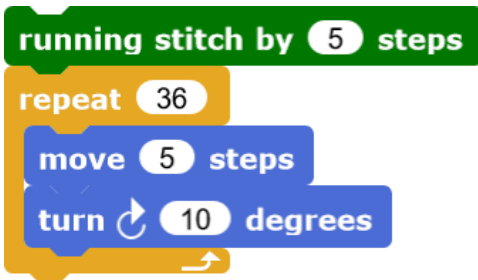 running stitch by 5 steps
repeat 36
move 5 steps
turn 10 degrees